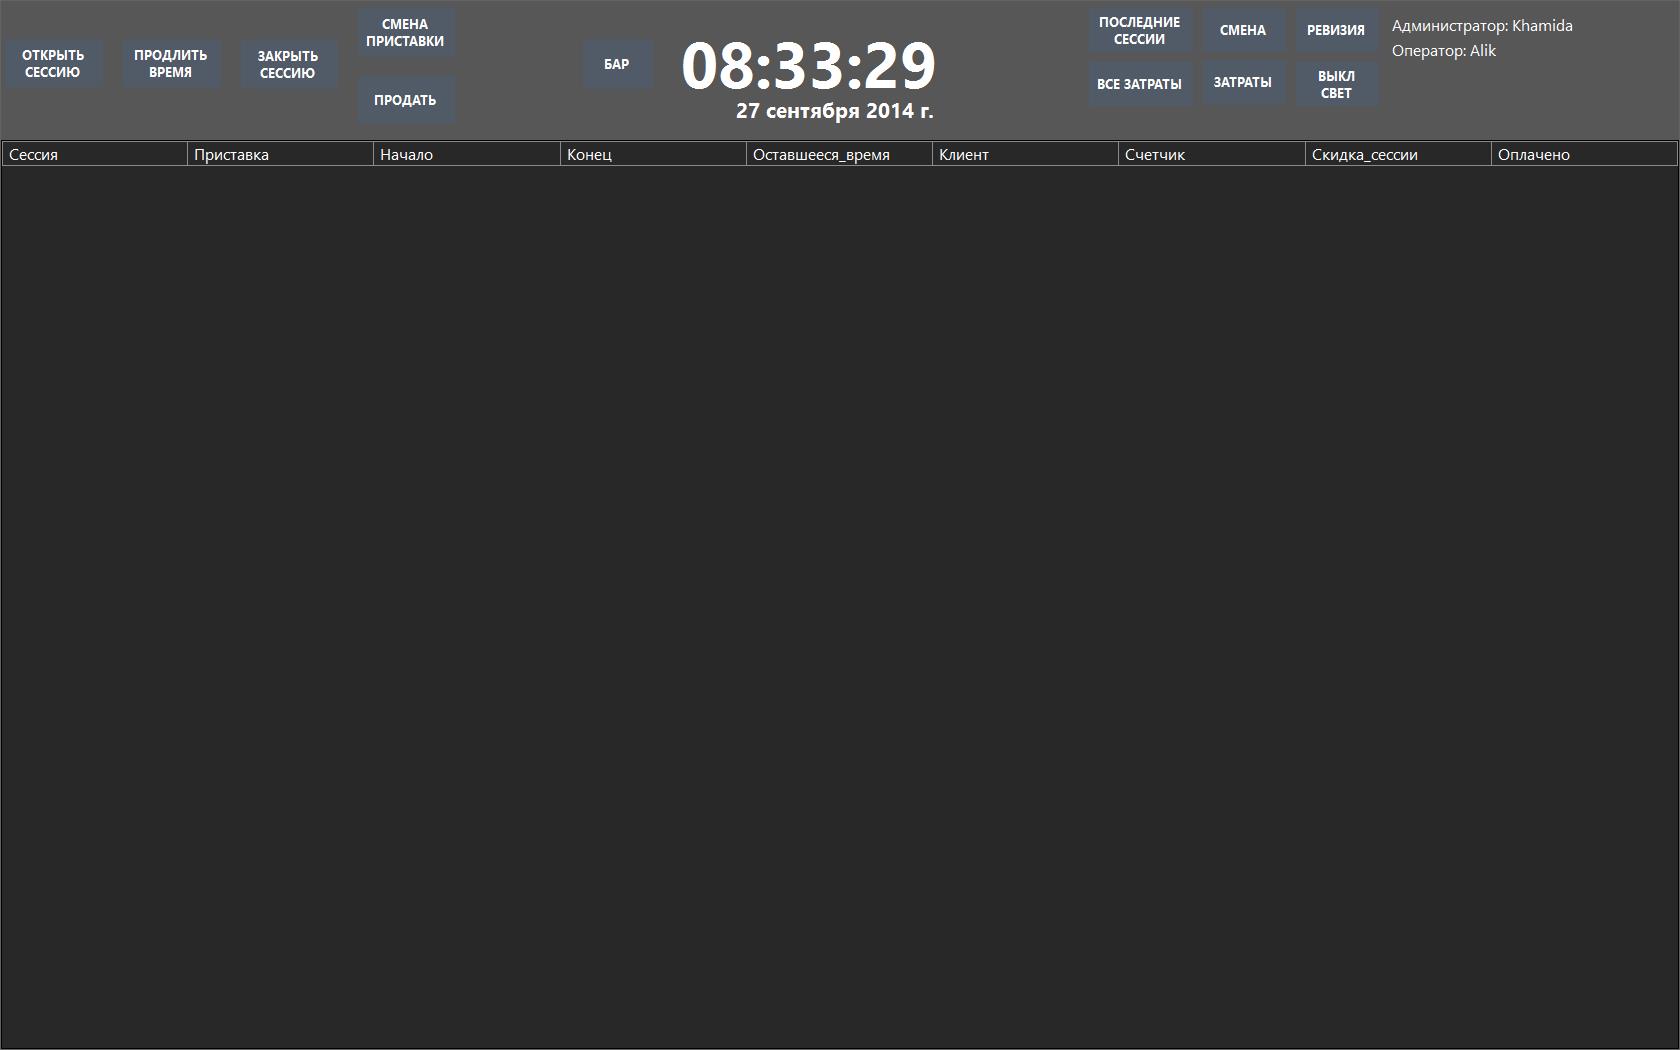 ОТКРЫТЬ
СЕССИЮ
ПРОДЛИТЬ
ВРЕМЯ
ЗАКРЫТЬ
СЕССИЮ
СМЕНА
ПРИСТАВКИ
ПРОДАТЬ
БАР
08:33:29
27 сентября 2014 г.
ПОСЛЕДНИЕ
СЕССИИ
СМЕНА
РЕВИЗИЯ
ВСЕ ЗАТРАТЫ
ЗАТРАТЫ
ВЫКЛ
СВЕТ
Администратор: Khamida
Оператор: Alik
Сессия Приставка Начало Конец Оставшееся_время Клиент Счетчик Скидка_сессии Оплачено